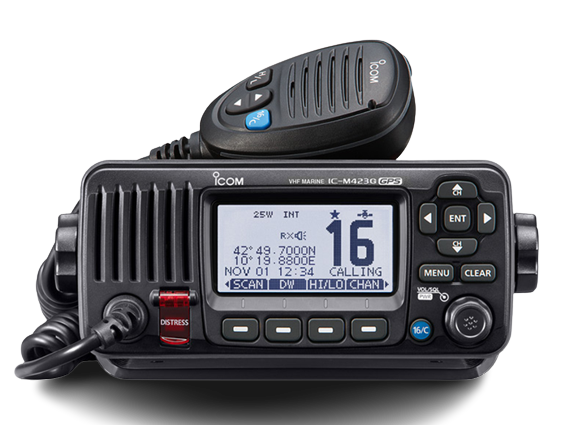 ICOM
H/L
16/C
ICOM
VHF MARINE IC-M423G GPS
25W INT
RX
16
42°49.7000N
10°19.8800E
NOV 01 12:34 CALLING
SCAN DW HI/LO CHAN
CH
ENT
CH
MENU CLEAR
VOL/SQL
PWR
DISTRESS
16/C